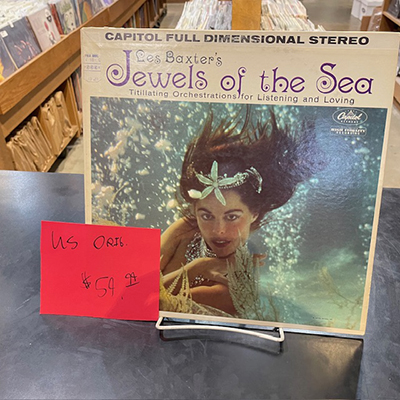 CAPITOL FULL DIMENSIONAL STEREO
Les Baxter's
Jewels of the Sea
Titillating Orchestrations for Listening and Loving
Capitol
US ORIG.
$54.99